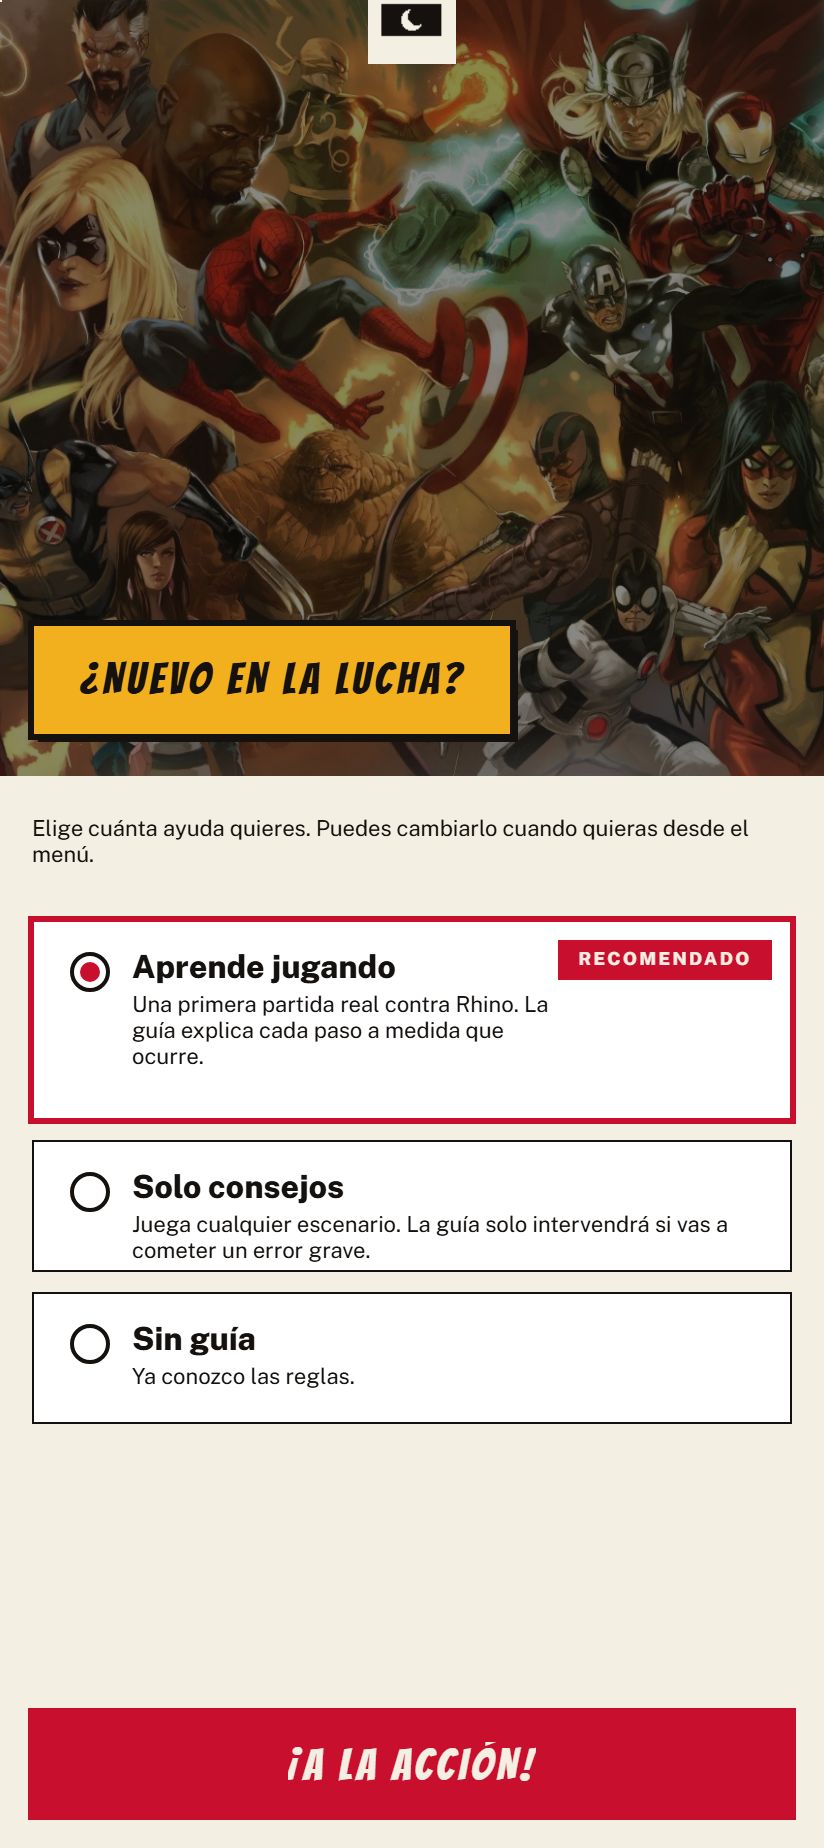 ¿NUEVO EN LA LUCHA?
Elige cuánta ayuda quieres. Puedes cambiarlo cuando quieras desde el
menú.
Aprende jugando
RECOMENDADO
Una primera partida real contra Rhino. La
guía explica cada paso a medida que
ocurre.
Solo consejos
Juega cualquier escenario. La guía solo intervendrá si vas a
cometer un error grave.
Sin guía
Ya conozco las reglas.
¡A LA ACCIÓN!